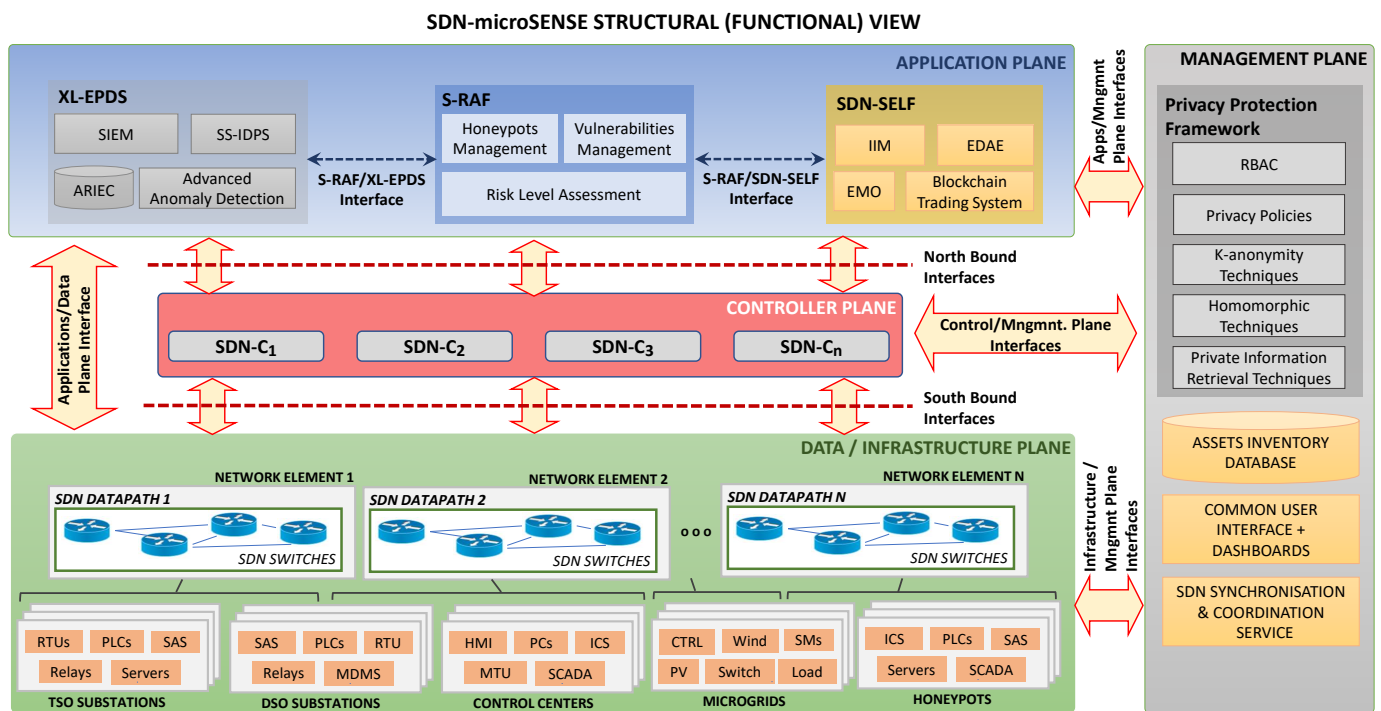 SDN-microSENSE STRUCTURAL (FUNCTIONAL) VIEW
APPLICATION PLANE
XL-EPDS
SIEM
SS-IDPS
ARIEC
Advanced
Anomaly Detection
S-RAF/XL-EPDS
Interface
S-RAF
Honeypots
Management
Vulnerabilities
Management
Risk Level Assessment
S-RAF/SDN-SELF
Interface
SDN-SELF
IIM
EDAE
EMO
Blockchain
Trading System
Apps/Mngmnt
Plane Interfaces
MANAGEMENT PLANE
Privacy Protection
Framework
RBAC
Privacy Policies
K-anonymity
Techniques
Homomorphic
Techniques
Private Information
Retrieval Techniques
ASSETS INVENTORY
DATABASE
COMMON USER
INTERFACE +
DASHBOARDS
SDN SYNCHRONISATION
& COORDINATION
SERVICE
Applications/Data
Plane Interface
North Bound
Interfaces
CONTROLLER PLANE
SDN-C1
SDN-C2
SDN-C3
SDN-Cn
Control/Mngmnt. Plane
Interfaces
South Bound
Interfaces
DATA / INFRASTRUCTURE PLANE
NETWORK ELEMENT 1
SDN DATAPATH 1
SDN SWITCHES
NETWORK ELEMENT 2
SDN DATAPATH 2
SDN SWITCHES
o o o
NETWORK ELEMENT N
SDN DATAPATH N
SDN SWITCHES
Infrastructure /
Mngmnt Plane
Interfaces
RTUs PLCs SAS
Relays Servers
TSO SUBSTATIONS
SAS PLCs RTU
Relays MDMS
DSO SUBSTATIONS
HMI PCs ICS
MTU SCADA
CONTROL CENTERS
CTRL Wind SMs
PV Switch Load
MICROGRIDS
ICS PLCs SAS
Servers SCADA
HONEYPOTS